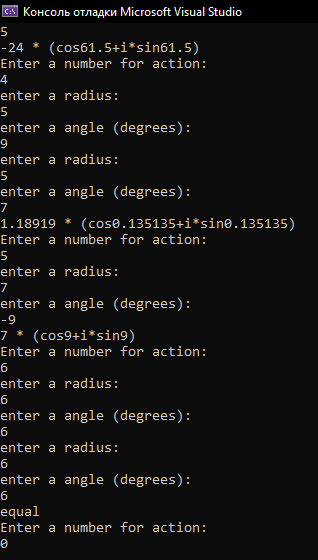 Консоль отладки Microsoft Visual Studio
5
-24 * (cos61.5+i*sin61.5)
Enter a number for action:
4
enter a radius:
5
enter a angle (degrees):
9
enter a radius:
5
enter a angle (degrees):
7
1.18919 * (cos0.135135+i*sin0.135135)
Enter a number for action:
5
enter a radius:
7
enter a angle (degrees):
-9
7 * (cos9+i*sin9)
Enter a number for action:
6
enter a radius:
6
enter a angle (degrees):
6
enter a radius:
6
enter a angle (degrees):
6
equal
Enter a number for action:
0